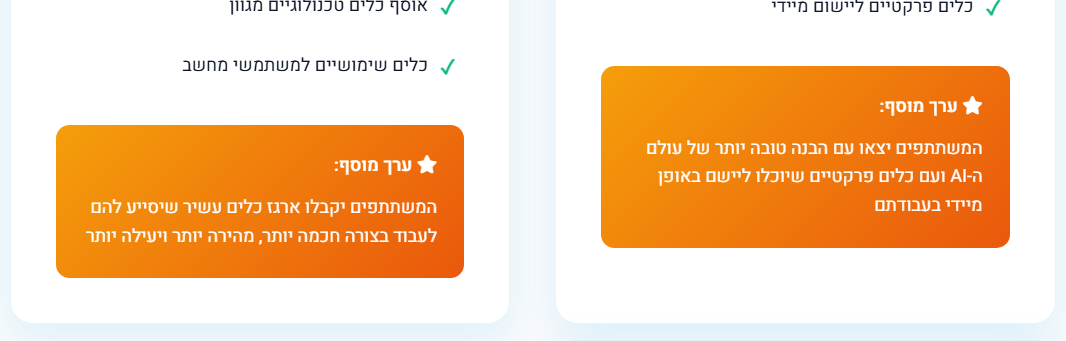 כלים פרקטיים ליישום מיידי
ערך מוסף:
המשתתפים יצאו עם הבנה טובה יותר של עולם
ה-AI ועם כלים פרקטיים שיוכלו ליישם באופן
מיידי בעבודתם
אוסף כלים טכנולוגיים מגוון
כלים שימושיים למשתמשי מחשב
ערך מוסף:
המשתתפים יקבלו ארגז כלים עשיר שיסייע להם
לעבוד בצורה חכמה יותר, מהירה יותר ויעילה יותר